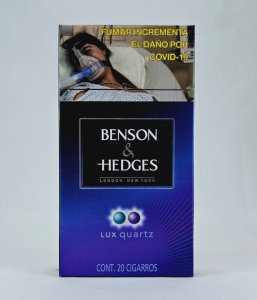 FUMAR INCREMENTA
EL DAÑO POR
COVID-19
BENSON
&
HEDGES
LONDON NEW YORK
LUX quartz
CONT. 20 CIGARROS